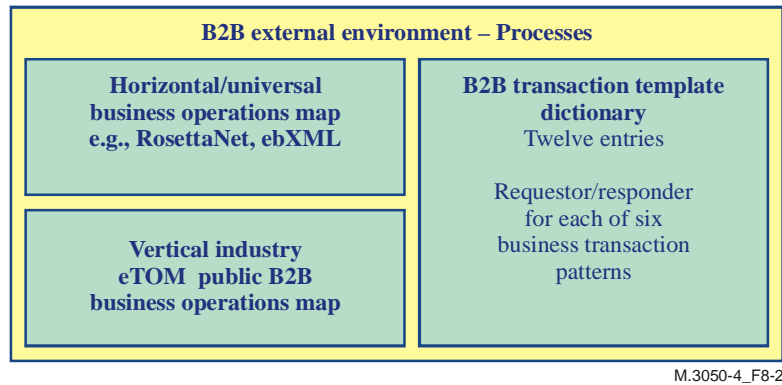 B2B external environment – Processes
Horizontal/universal
business operations map
e.g., RosettaNet, ebXML
Vertical industry
eTOM public B2B
business operations map
B2B transaction template
dictionary
Twelve entries
Requestor/responder
for each of six
business transaction
patterns
M.3050-4_F8-2